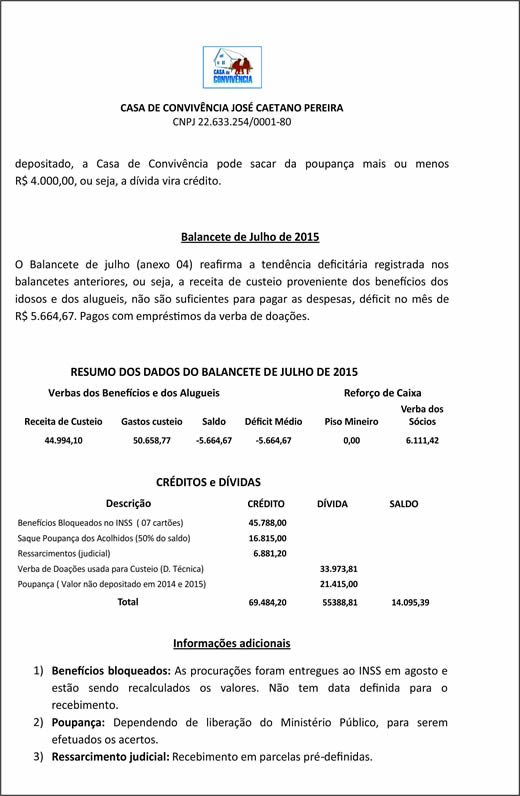 CASA DE
CONVIVÊNCIA
CASA DE CONVIVÊNCIA JOSÉ CAETANO PEREIRA
CNPJ 22.633.254/0001-80
depositado, a Casa de Convivência pode sacar da poupança mais ou menos
R$ 4.000,00, ou seja, a dívida vira crédito.
Balancete de Julho de 2015
O Balancete de julho (anexo 04) reafirma a tendência deficitária registrada nos
balancetes anteriores, ou seja, a receita de custeio proveniente dos benefícios dos
idosos e dos alugueis, não são suficientes para pagar as despesas, déficit no mês de
R$ 5.664,67. Pagos com empréstimos da verba de doações.
RESUMO DOS DADOS DO BALANCETE DE JULHO DE 2015
Verbas dos Benefícios e dos Alugueis Reforço de Caixa
Receita de Custeio Gastos custeio Saldo Déficit Médio Piso Mineiro Verba dos Sócios
44.994,10 50.658,77 -5.664,67 -5.664,67 0,00 6.111,42
CRÉDITOS e DÍVIDAS
Descrição CRÉDITO DÍVIDA SALDO
Benefícios Bloqueados no INSS ( 07 cartões) 45.788,00
Saque Poupança dos Acolhidos (50% do saldo) 16.815,00
Ressarcimentos (judicial) 6.881,20
Verba de Doações usada para Custeio (D. Técnica) 33.973,81
Poupança ( Valor não depositado em 2014 e 2015) 21.415,00
Total 69.484,20 55388,81 14.095,39
Informações adicionais
1) Benefícios bloqueados: As procurações foram entregues ao INSS em agosto e
estão sendo recalculados os valores. Não tem data definida para o
recebimento.
2) Poupança: Dependendo de liberação do Ministério Público, para serem
efetuados os acertos.
3) Ressarcimento judicial: Recebimento em parcelas pré-definidas.